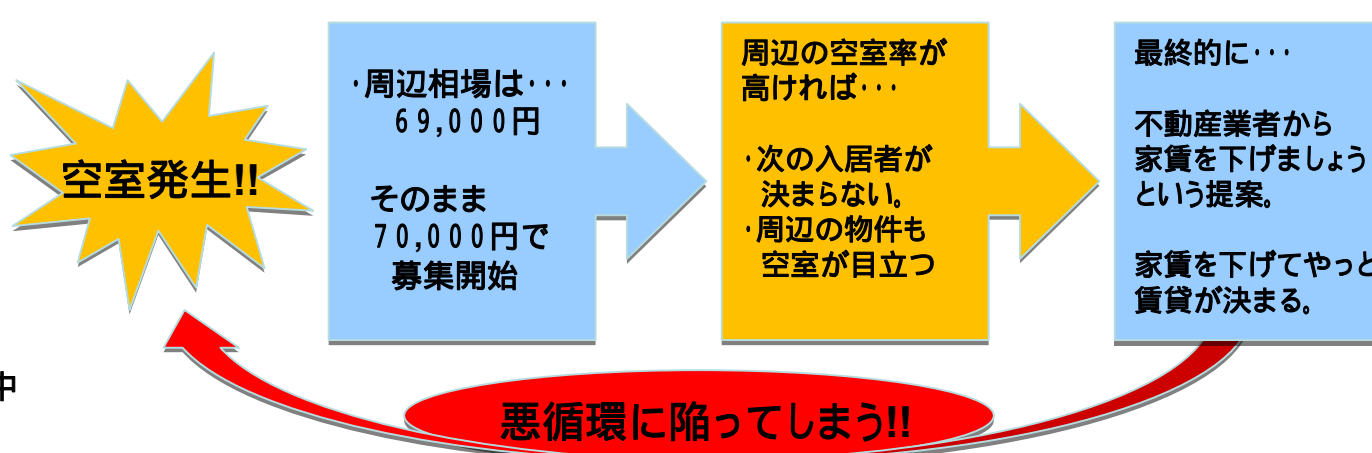 空室発生!!
・周辺相場は・・・
69,000円
そのまま
70,000円で
募集開始
周辺の空室率が
高ければ・・・
・次の入居者が
決まらない。
・周辺の物件も
空室が目立つ
最終的に・・・
不動産業者から
家賃を下げましょう
という提案。
家賃を下げてやっと
賃貸が決まる。
中
悪循環に陥ってしまう!!